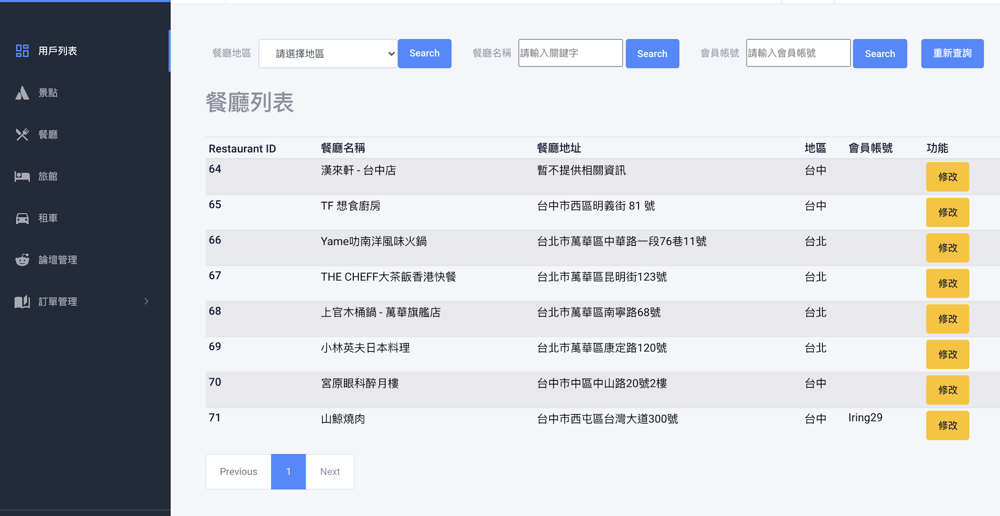 用戶列表
景點
餐廳
旅館
租車
論壇管理
訂單管理
餐廳地區 請選擇地區 Search 餐廳名稱 請輸入關鍵字 Search 會員帳號 請輸入會員帳號 Search 重新查詢
餐廳列表
Restaurant ID 餐廳名稱 餐廳地址 地區 會員帳號 功能
64 漢來軒 - 台中店 暫不提供相關資訊 台中 修改
65 TF 想食廚房 台中市西區明義街 81 號 台中 修改
66 Yame叻南洋風味火鍋 台北市萬華區中華路一段76巷11號 台北 修改
67 THE CHEFF大茶飯香港快餐 台北市萬華區昆明街123號 台北 修改
68 上官木桶鍋 - 萬華旗艦店 台北市萬華區南寧路68號 台北 修改
69 小林英夫日本料理 台北市萬華區康定路120號 台北 修改
70 宮原眼科醉月樓 台中市中區中山路20號2樓 台中 修改
71 山鯨燒肉 台中市西屯區台灣大道300號 台中 lring29 修改
Previous 1 Next